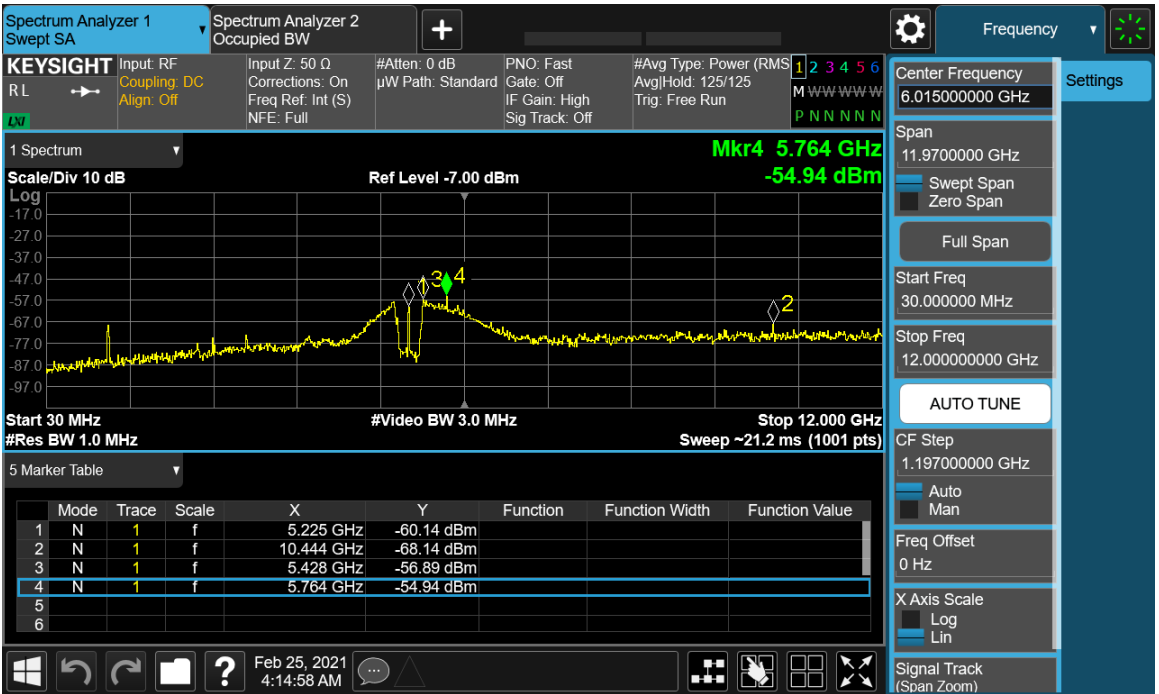 Spectrum Analyzer 1
Swept SA
Spectrum Analyzer 2
Occupied BW
Frequency
KEYSIGHT
R L
LXI
Input: RF
Coupling: DC
Align: Off
Input Z: 50 Ω
Corrections: On
Freq Ref: Int (S)
NFE: Full
#Atten: 0 dB
µW Path: Standard
PNO: Fast
Gate: Off
IF Gain: High
Sig Track: Off
#Avg Type: Power (RMS
Avg|Hold: 125/125
Trig: Free Run
1 2 3 4 5 6
M W W W W W
P N N N N N
1 Spectrum
Mkr4 5.764 GHz
-54.94 dBm
Scale/Div 10 dB
Ref Level -7.00 dBm
Log
-17.0
-27.0
-37.0
-47.0
-57.0
-67.0
-77.0
-87.0
-97.0
1
3
4
2
Start 30 MHz
#Video BW 3.0 MHz
Stop 12.000 GHz
#Res BW 1.0 MHz
Sweep ~21.2 ms (1001 pts)
5 Marker Table
Mode Trace Scale X Y Function Function Width Function Value
1 N 1 f 5.225 GHz -60.14 dBm
2 N 1 f 10.444 GHz -68.14 dBm
3 N 1 f 5.428 GHz -56.89 dBm
4 N 1 f 5.764 GHz -54.94 dBm
5
6
?
Feb 25, 2021
4:14:58 AM
Center Frequency
6.015000000 GHz
Settings
Span
11.9700000 GHz
Swept Span
Zero Span
Full Span
Start Freq
30.000000 MHz
Stop Freq
12.000000000 GHz
AUTO TUNE
CF Step
1.197000000 GHz
Auto
Man
Freq Offset
0 Hz
X Axis Scale
Log
Lin
Signal Track
(Span Zoom)